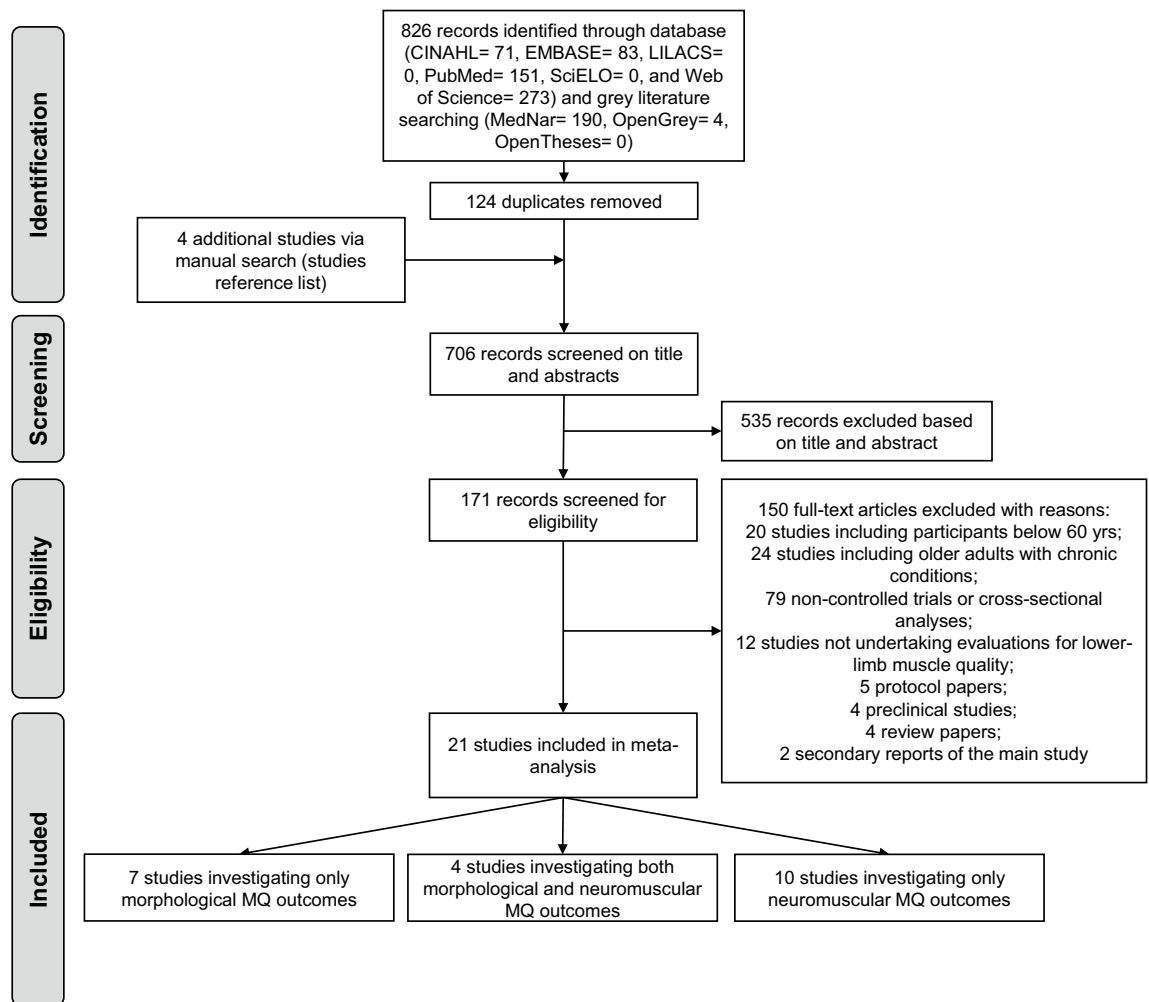 Identification
826 records identified through database
(CINAHL= 71, EMBASE= 83, LILACS=
0, PubMed= 151, SciELO= 0, and Web
of Science= 273) and grey literature
searching (MedNar= 190, OpenGrey= 4,
OpenTheses= 0)
124 duplicates removed
4 additional studies via
manual search (studies
reference list)
Screening
706 records screened on title
and abstracts
535 records excluded based
on title and abstract
Eligibility
171 records screened for
eligibility
150 full-text articles excluded with reasons:
20 studies including participants below 60 yrs;
24 studies including older adults with chronic
conditions;
79 non-controlled trials or cross-sectional
analyses;
12 studies not undertaking evaluations for lower-
limb muscle quality;
5 protocol papers;
4 preclinical studies;
4 review papers;
2 secondary reports of the main study
Included
21 studies included in meta-
analysis
7 studies investigating only
morphological MQ outcomes
4 studies investigating both
morphological and neuromuscular
MQ outcomes
10 studies investigating only
neuromuscular MQ outcomes